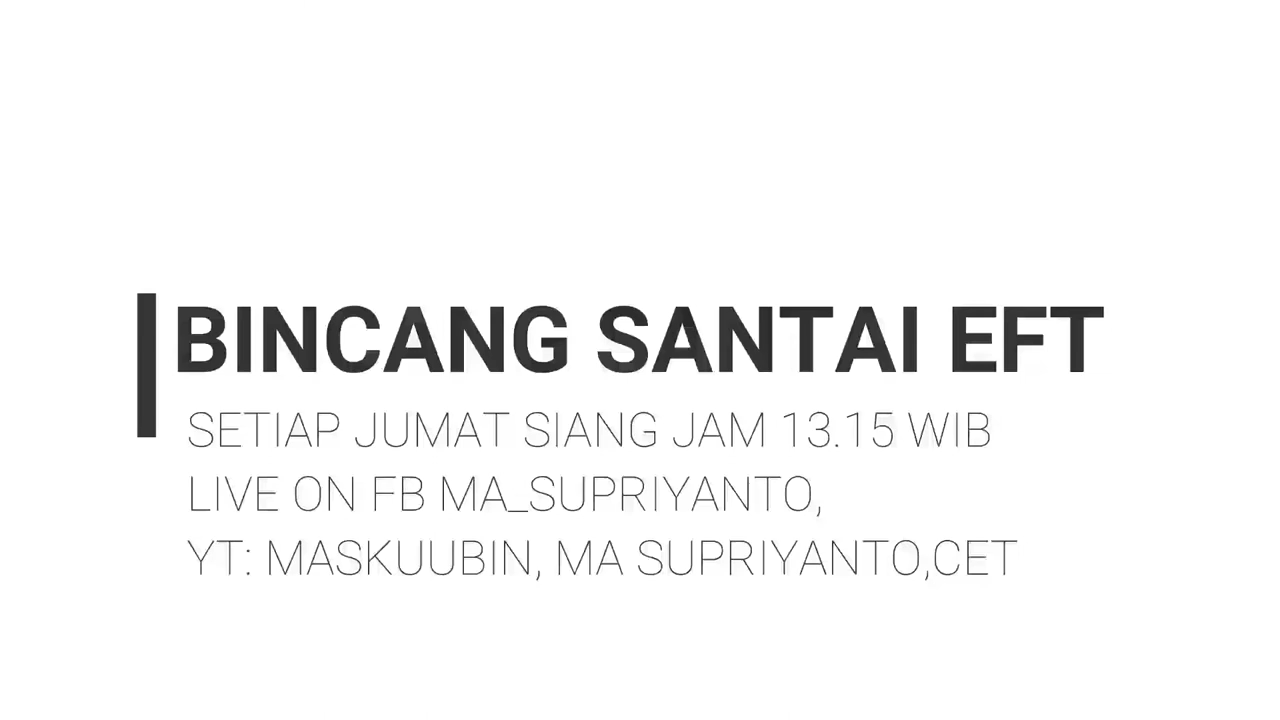 BINCANG SANTAI EFT
SETIAP JUMAT SIANG JAM 13.15 WIB
LIVE ON FB MA_SUPRIYANTO,
YT: MASKUUBIN, MA SUPRIYANTO,CET